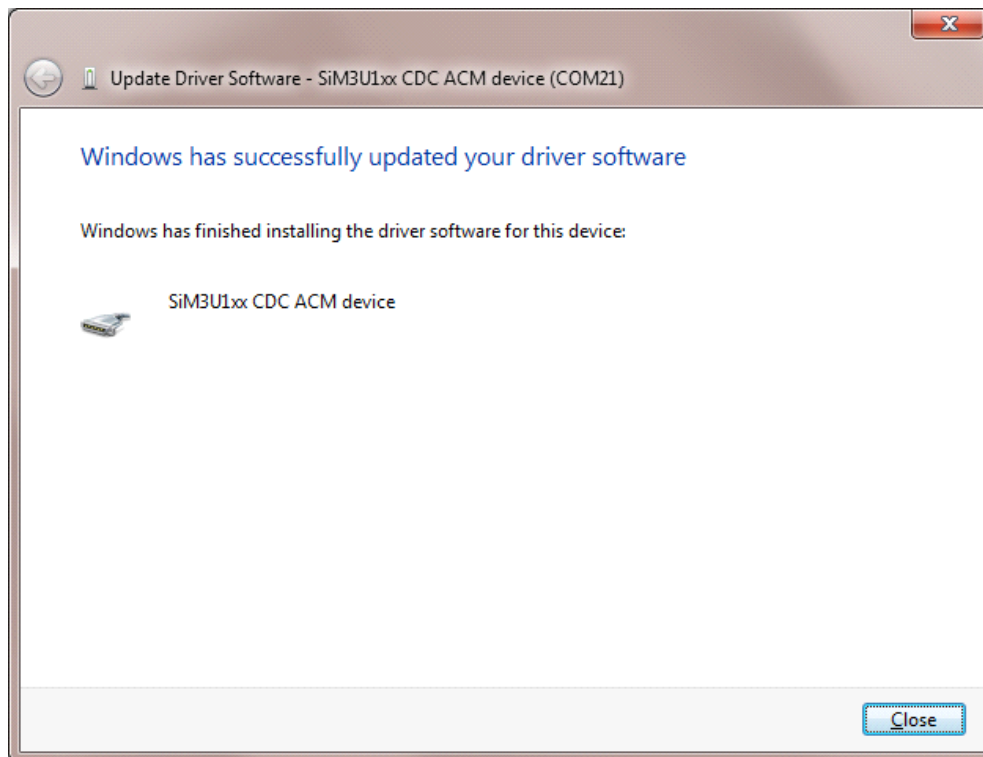 Update Driver Software - SiM3U1xx CDC ACM device (COM21)
Windows has successfully updated your driver software
Windows has finished installing the driver software for this device:
SiM3U1xx CDC ACM device
Close